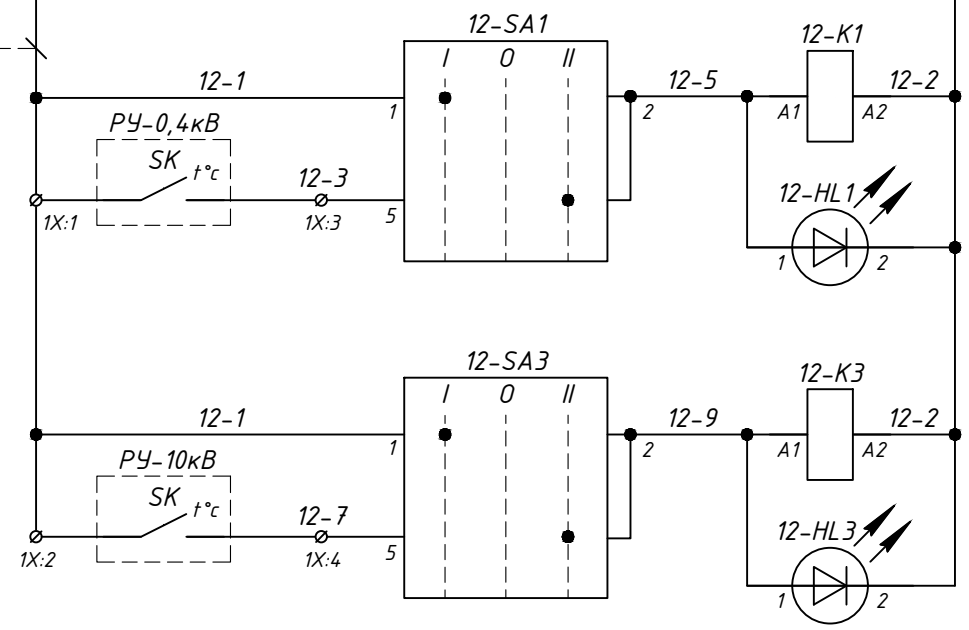 12-SA1
12-K1
I O II
12-1
12-5
12-2
1
2
A1 A2
РУ-0,4кВ
SK t°c
12-3
12-HL1
1X:1
1X:3
5
1 2
12-SA3
12-K3
I O II
12-1
12-9
12-2
1
2
A1 A2
РУ-10кВ
SK t°c
12-7
12-HL3
1X:2
1X:4
5
1 2